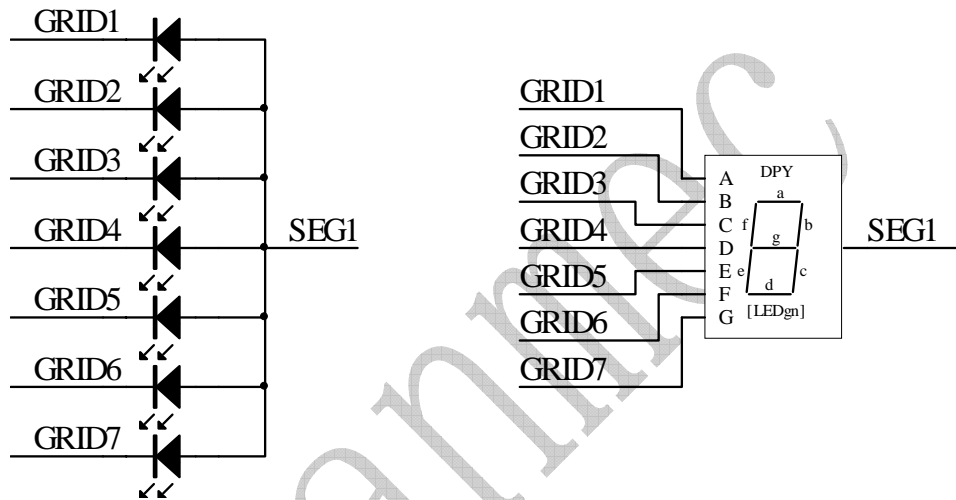 GRID1
GRID2
GRID3
GRID4
GRID5
GRID6
GRID7
SEG1
GRID1
GRID2
GRID3
GRID4
GRID5
GRID6
GRID7
A
B
C
D
E
F
G
DPY
a
f
b
g
e
c
d
[LEDgn]
SEG1